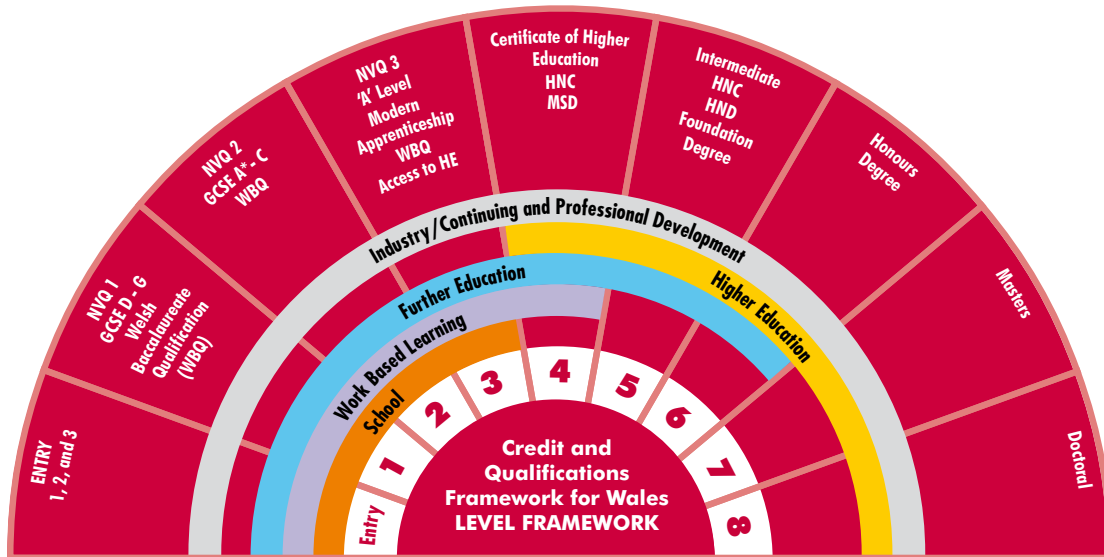 ENTRY
1, 2, and 3
NVQ 1
GCSE D - G
Welsh
Baccalaureate
Qualification
(WBQ)
NVQ 2
GCSE A*- C
WBQ
NVQ 3
‘A’ Level
Modern
Apprenticeship
WBQ
Access to HE
Certificate of Higher
Education
HNC
MSD
Intermediate
HNC
HND
Foundation
Degree
Honours
Degree
Masters
Doctoral
Industry/Continuing and Professional Development
Higher Education
Further Education
Work Based Learning
School
Entry
1
2
3
4
5
6
7
8
Credit and
Qualifications
Framework for Wales
LEVEL FRAMEWORK